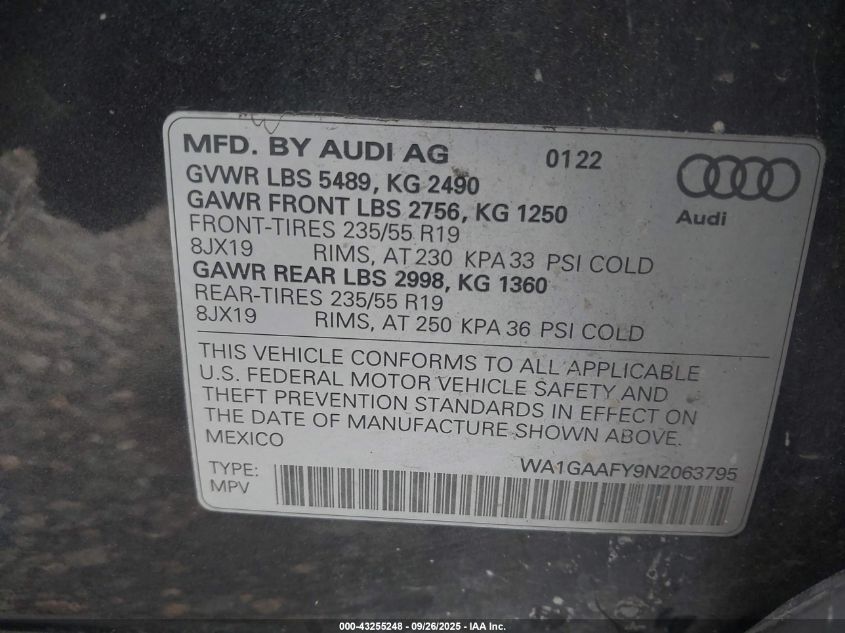 MFD. BY AUDI AG 0122
GVWR LBS 5489, KG 2490
GAWR FRONT LBS 2756, KG 1250
FRONT-TIRES 235/55 R19
8JX19 RIMS, AT 230 KPA 33 PSI COLD
GAWR REAR LBS 2998, KG 1360
REAR-TIRES 235/55 R19
8JX19 RIMS, AT 250 KPA 36 PSI COLD
Audi
THIS VEHICLE CONFORMS TO ALL APPLICABLE
U.S. FEDERAL MOTOR VEHICLE SAFETY AND
THEFT PREVENTION STANDARDS IN EFFECT ON
THE DATE OF MANUFACTURE SHOWN ABOVE.
MEXICO
WA1GAAFY9N2063795
TYPE:
MPV
000-43255248 - 09/26/2025 - IAA Inc.